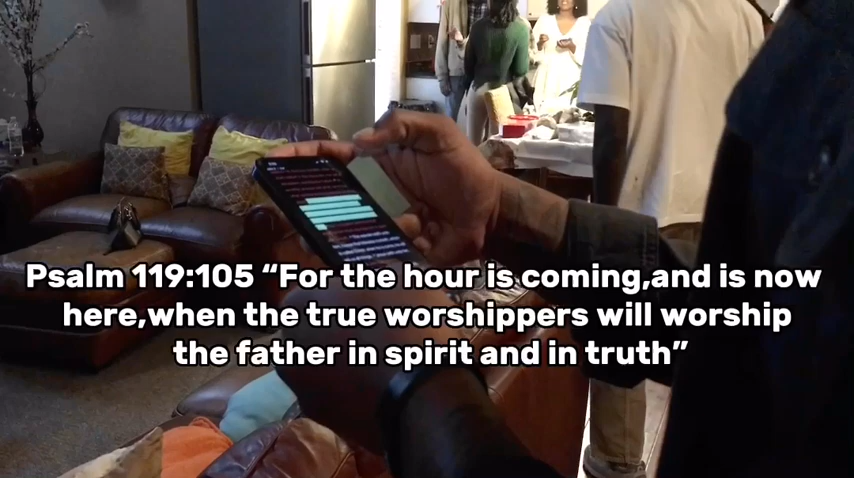 Psalm 119:105 “For the hour is coming,and is now
here,when the true worshippers will worship
the father in spirit and in truth”